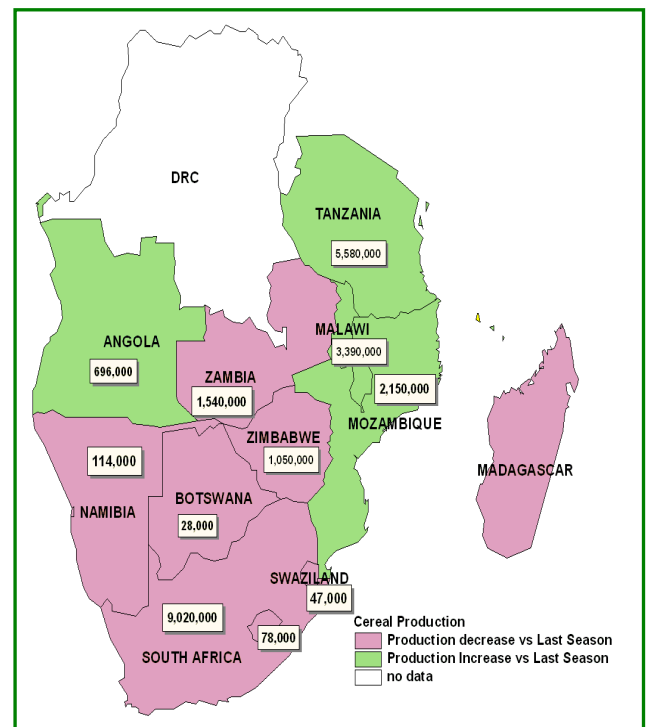 DRC
TANZANIA
5,580,000
MALAWI
3,390,000
ANGOLA
696,000
ZAMBIA
1,540,000
2,150,000
MOZAMBIQUE
ZIMBABWE
1,050,000
114,000
NAMIBIA
BOTSWANA
28,000
MADAGASCAR
SWAZILAND
47,000
9,020,000
78,000
SOUTH AFRICA
Cereal Production
Production decrease vs Last Season
Production Increase vs Last Season
no data